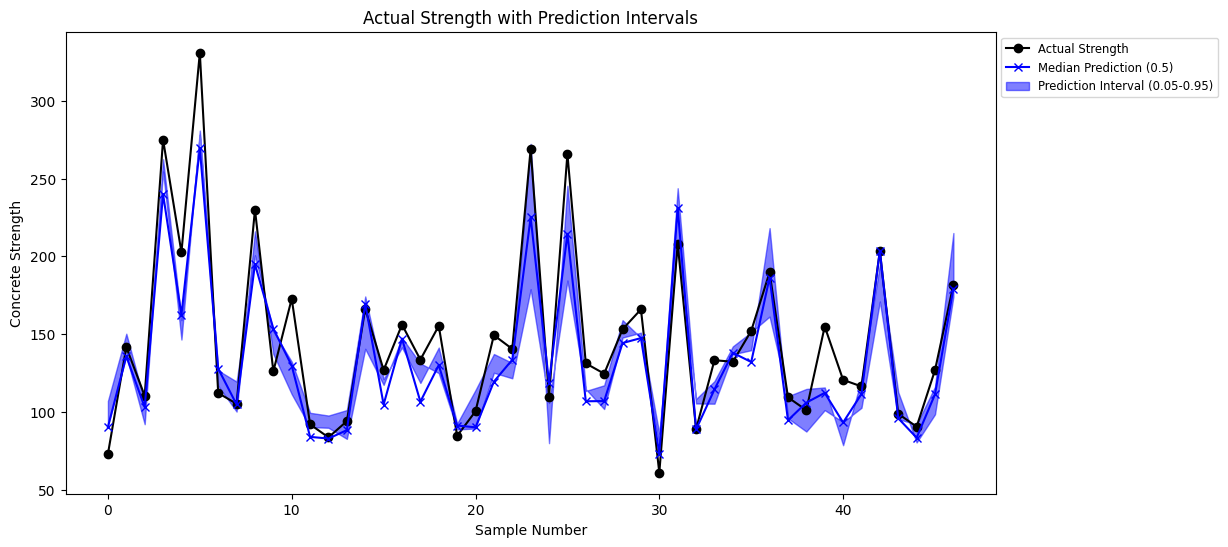 Actual Strength with Prediction Intervals
Actual Strength
Median Prediction (0.5)
Prediction Interval (0.05-0.95)
Concrete Strength
300
250
200
150
100
50
0
10
20
30
40
Sample Number